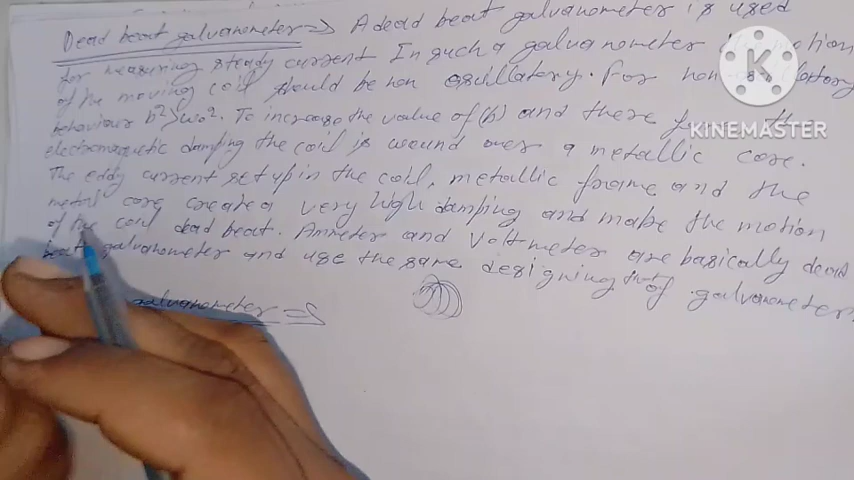 Dead beat galvanometer => A dead beat galvanometer is used
for measuring steady current In such a galvanometer motion
of the moving coil should be non oscillatory. For non
behaviour b²>ω0². To increase the value of (b) and there the
electromagnetic damping the coil is wound over a metallic core.
The eddy current set up in the coil, metallic frame and the
metal core create a very high damping and make the motion
of the coil dead beat. Ammeter and Voltmeter are basically dead
beat galvanometer and use the same designing that of galvanometer.
galvanometer =>
K
KINEMASTER